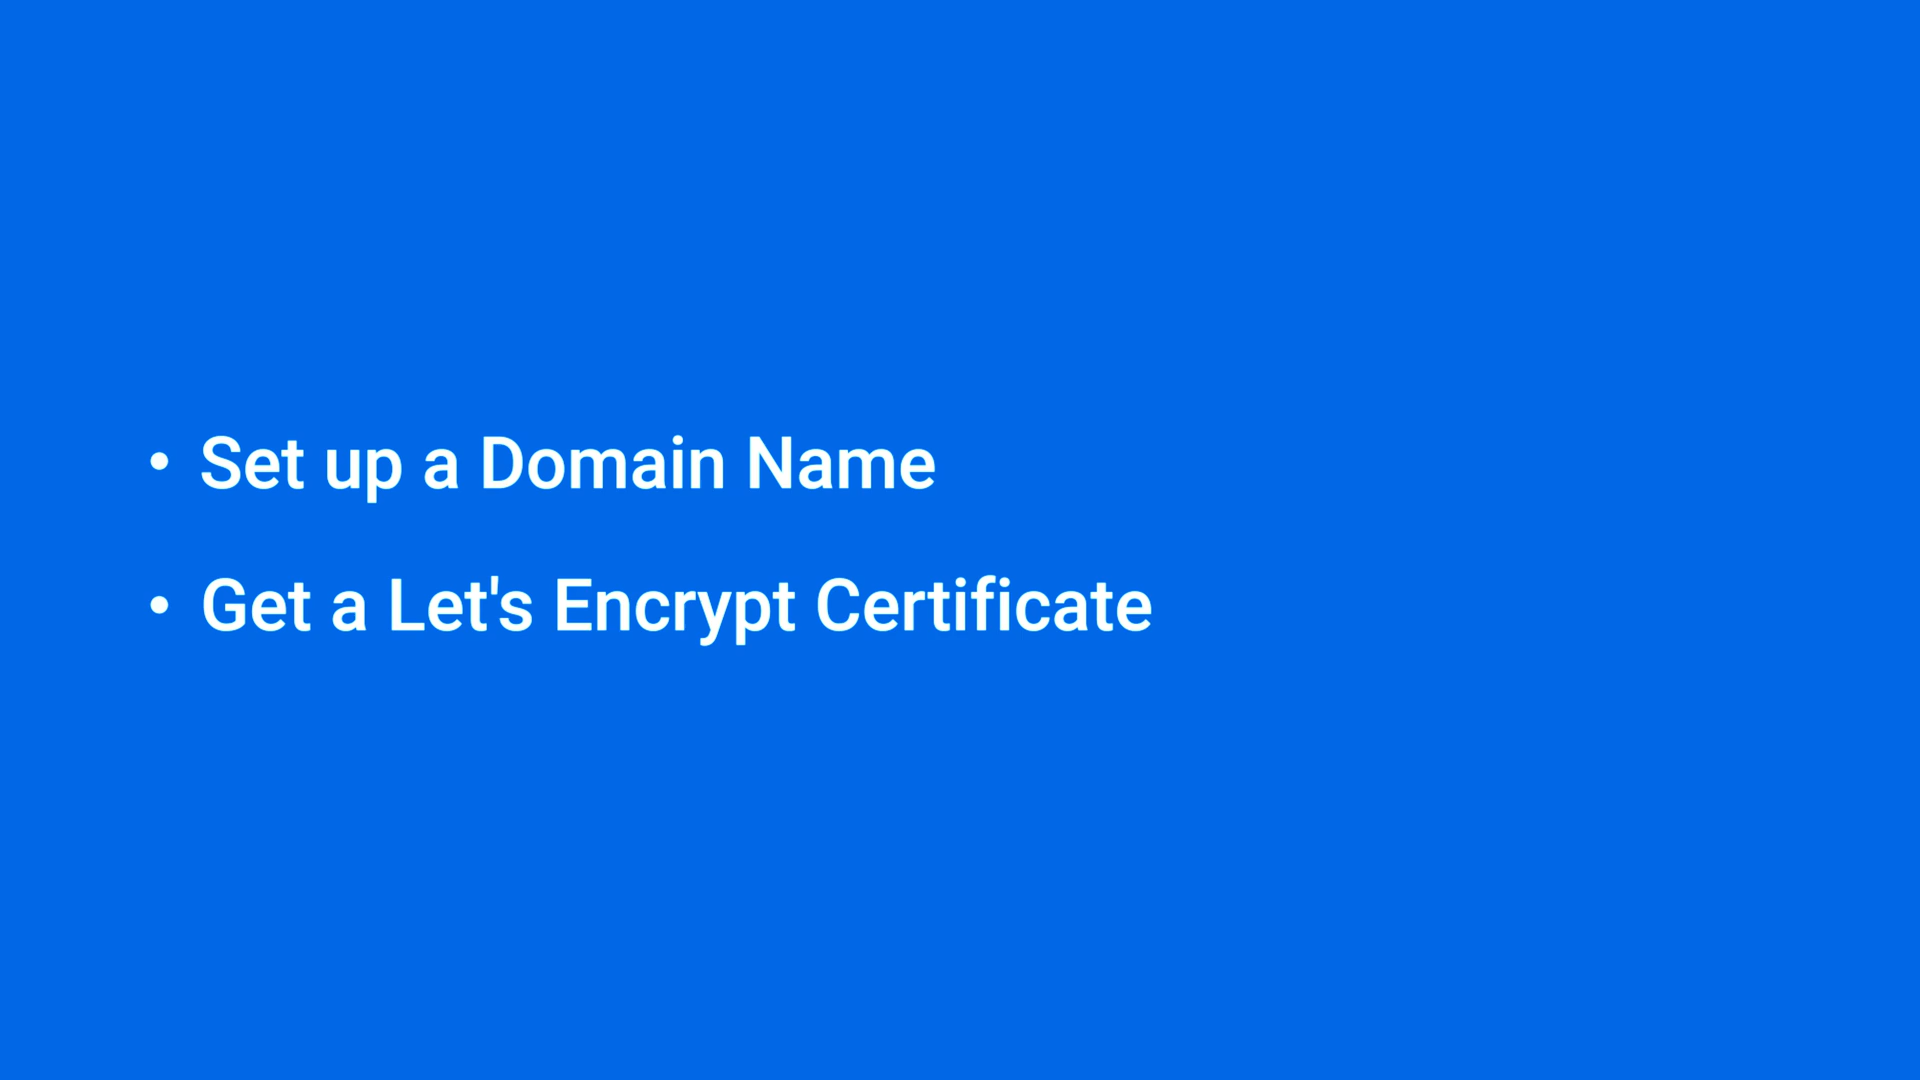 • Set up a Domain Name
• Get a Let's Encrypt Certificate